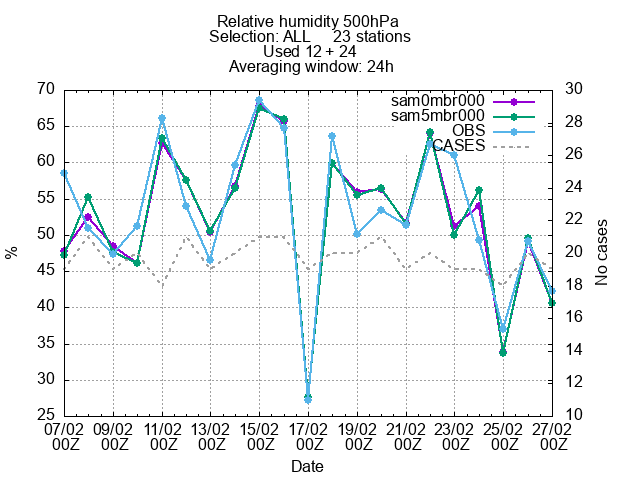 Relative humidity 500hPa
Selection: ALL 23 stations
Used 12 + 24
Averaging window: 24h
sam0mbr000
sam5mbr000
OBS
CASES
%
70
65
60
55
50
45
40
35
30
25
No cases
30
28
26
24
22
20
18
16
14
12
10
07/02 09/02 11/02 13/02 15/02 17/02 19/02 21/02 23/02 25/02 27/02
00Z 00Z 00Z 00Z 00Z 00Z 00Z 00Z 00Z 00Z 00Z
Date